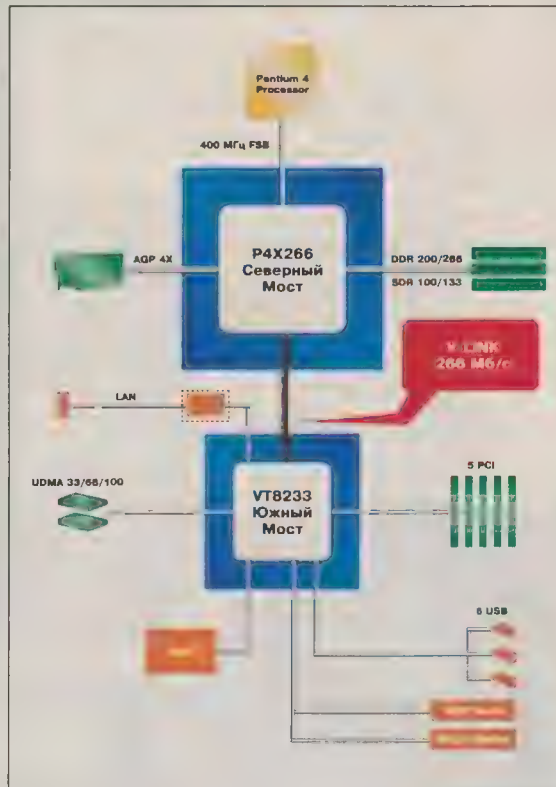 Pentium 4
Processor
400 МГц FSB
P4X266
Северный
Мост
AGP 4X
DDR 200/266
SDR 100/133
V-LINK
266 Мб/с
LAN
UDMA 33/66/100
VT8233
Южный
Мост
5 PCI
6 USB